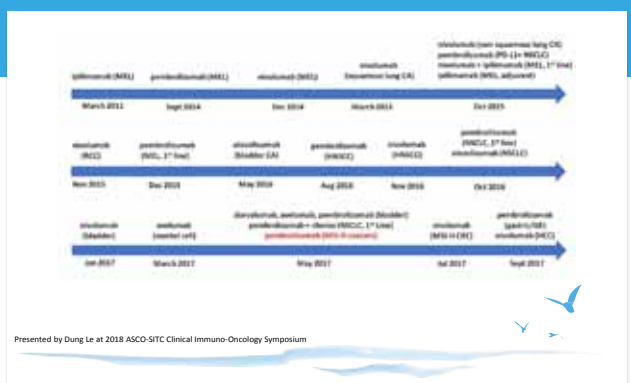 nivolumab (non squamous lung CA)
pembrolizumab (PD-L1+ NSCLC)
nivolumab nivolumab + ipilimumab (MEL, 1st line)
ipilimumab (MEL) pembrolizumab (MEL) nivolumab (MEL) (squamous lung CA) ipilimumab (MEL, adjuvant)
March 2011 Sept 2014 Dec 2014 March 2015 Oct 2015
pembrolizumab
nivolumab pembrolizumab atezolizumab pembrolizumab nivolumab (NSCLC, 1st line)
(RCC) (MEL, 1st line) (bladder CA) (HNSCC) (HNSCC) atezolizumab (NSCLC)
Nov 2015 Dec 2015 May 2016 Aug 2016 Nov 2016 Oct 2016
durvalumab, avelumab, pembrolizumab (bladder) pembrolizumab
nivolumab avelumab pembrolizumab + chemo (NSCLC, 1st line) nivolumab (gastric/GEJ)
(bladder) (merkel cell) pembrolizumab (MSI-H cancers) (MSI-H CRC) nivolumab (HCC)
Jan 2017 March 2017 May 2017 Jul 2017 Sept 2017
Presented by Dung Le at 2018 ASCO-SITC Clinical Immuno-Oncology Symposium